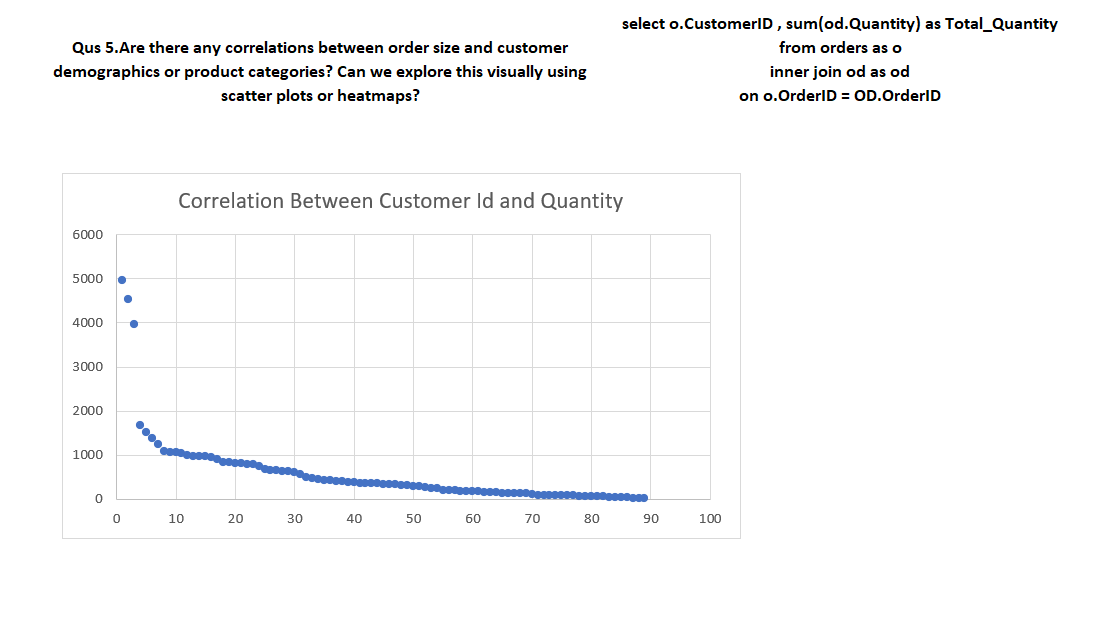 Qus 5.Are there any correlations between order size and customer
demographics or product categories? Can we explore this visually using
scatter plots or heatmaps?
select o.CustomerID , sum(od.Quantity) as Total_Quantity
from orders as o
inner join od as od
on o.OrderID = OD.OrderID
Correlation Between Customer Id and Quantity
6000
5000
4000
3000
2000
1000
0
0 10 20 30 40 50 60 70 80 90 100